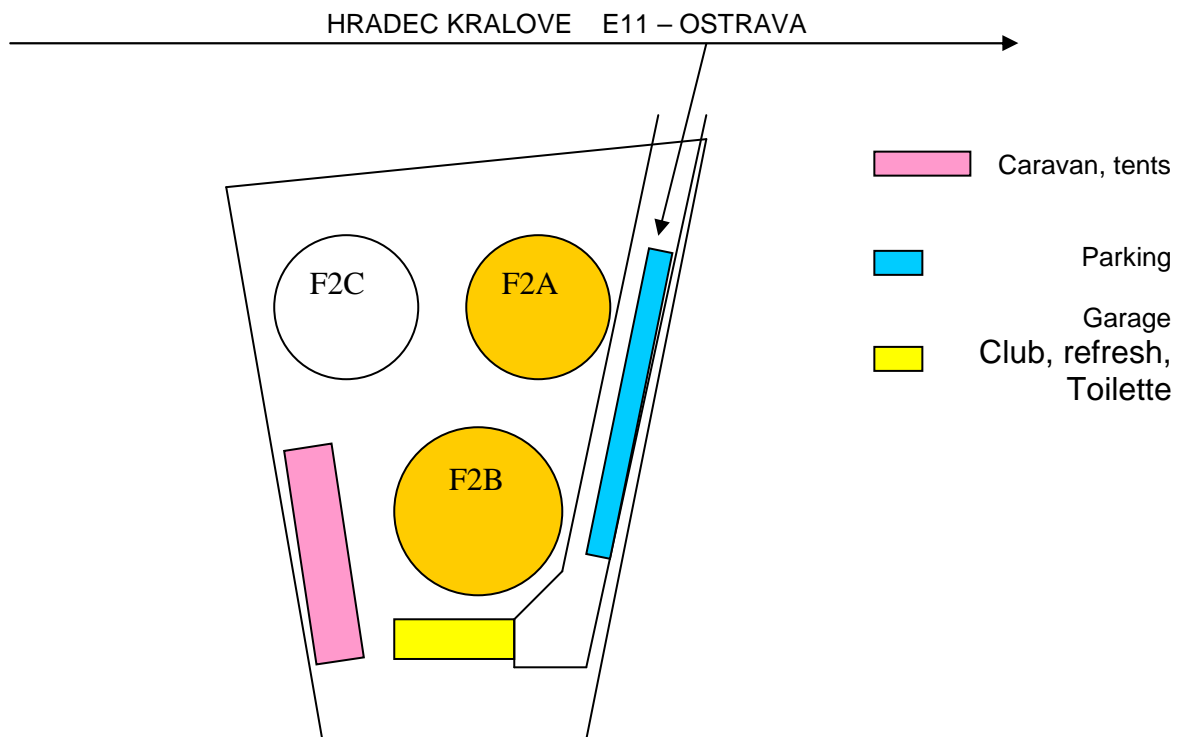 HRADEC KRALOVE E11 – OSTRAVA
F2C
F2A
F2B
Caravan, tents
Parking
Garage
Club, refresh,
Toilette